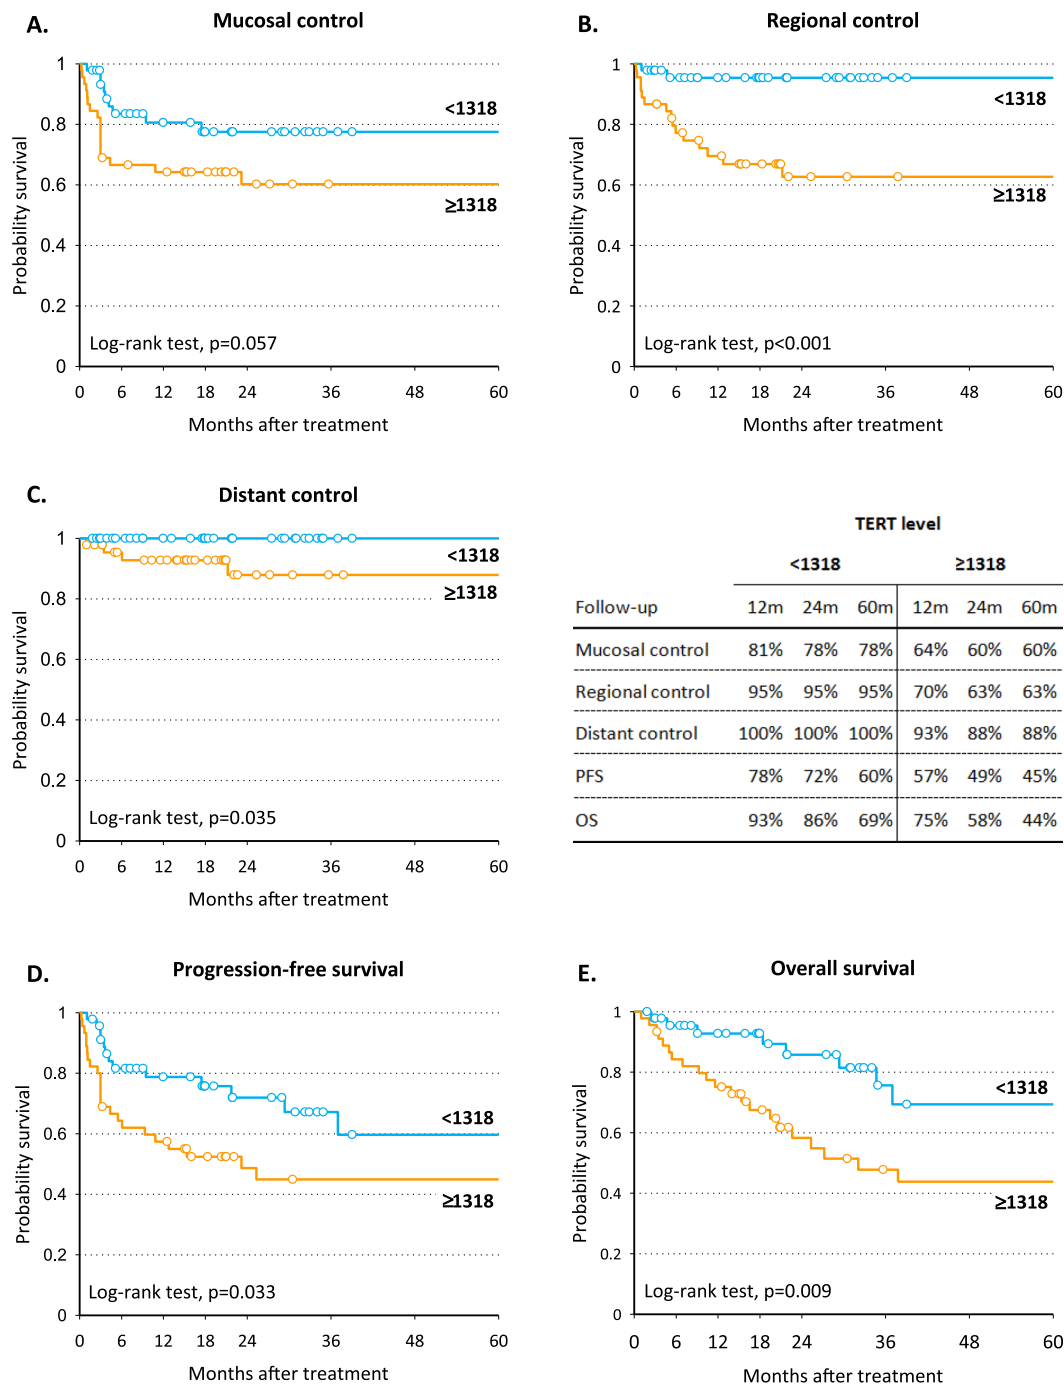 A. Mucosal control
1
0.8
0.6
0.4
0.2
0
Probability survival
<1318
≥1318
Log-rank test, p=0.057
0 6 12 18 24 36 48 60
Months after treatment
B. Regional control
1
0.8
0.6
0.4
0.2
0
Probability survival
<1318
≥1318
Log-rank test, p<0.001
0 6 12 18 24 36 48 60
Months after treatment
C. Distant control
1
0.8
0.6
0.4
0.2
0
Probability survival
<1318
≥1318
Log-rank test, p=0.035
0 6 12 18 24 36 48 60
Months after treatment
TERT level
<1318 ≥1318
Follow-up 12m 24m 60m 12m 24m 60m
Mucosal control 81% 78% 78% 64% 60% 60%
Regional control 95% 95% 95% 70% 63% 63%
Distant control 100% 100% 100% 93% 88% 88%
PFS 78% 72% 60% 57% 49% 45%
OS 93% 86% 69% 75% 58% 44%
D. Progression-free survival
1
0.8
0.6
0.4
0.2
0
Probability survival
<1318
≥1318
Log-rank test, p=0.033
0 6 12 18 24 36 48 60
Months after treatment
E. Overall survival
1
0.8
0.6
0.4
0.2
0
Probability survival
<1318
≥1318
Log-rank test, p=0.009
0 6 12 18 24 36 48 60
Months after treatment